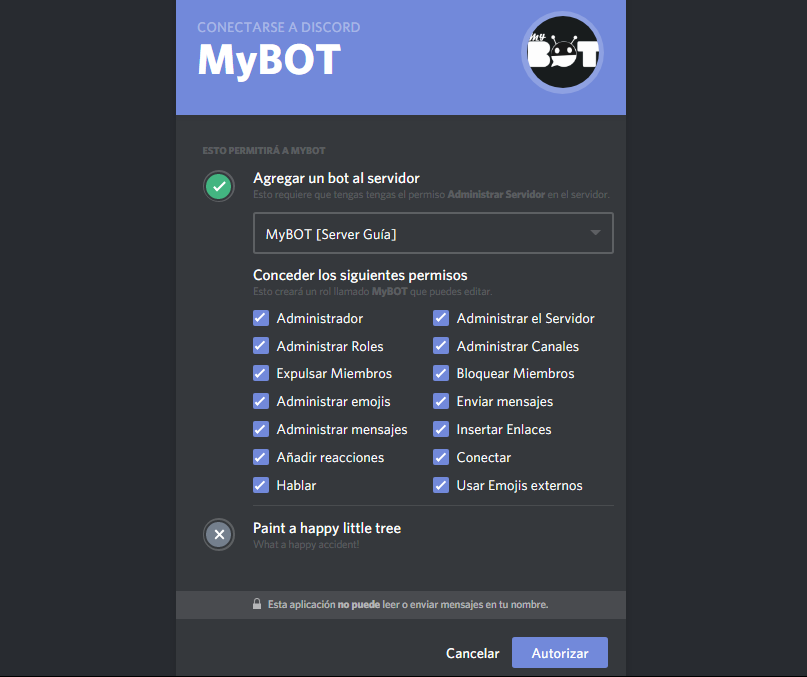 CONECTARSE A DISCORD
MyBOT
MY
BOT
ESTO PERMITIRÁ A MYBOT
Agregar un bot al servidor
Esto requiere que tengas tengas el permiso Administrar Servidor en el servidor.
MyBOT [Server Guía]
Conceder los siguientes permisos
Esto creará un rol llamado MyBOT que puedes editar.
Administrador Administrar el Servidor
Administrar Roles Administrar Canales
Expulsar Miembros Bloquear Miembros
Administrar emojis Enviar mensajes
Administrar mensajes Insertar Enlaces
Añadir reacciones Conectar
Hablar Usar Emojis externos
Paint a happy little tree
What a happy accident!
Esta aplicación no puede leer o enviar mensajes en tu nombre.
Cancelar Autorizar